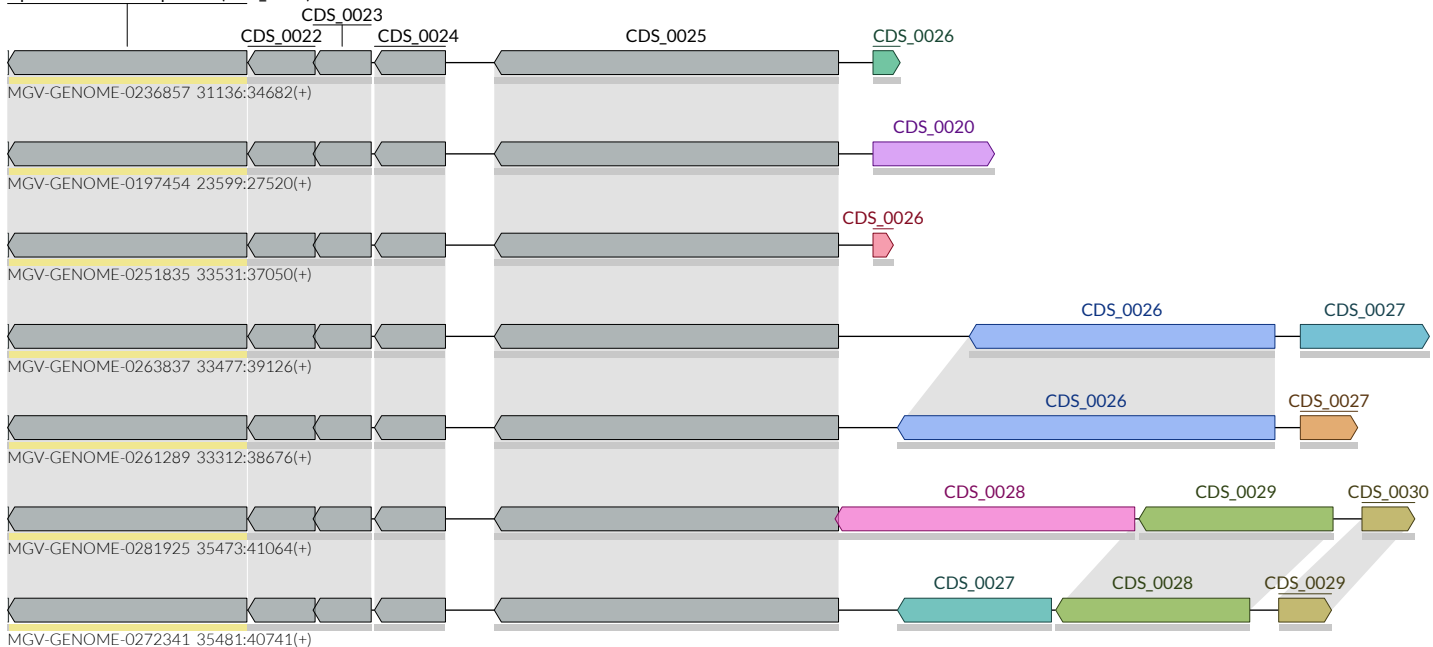 CDS_0023
CDS_0022 CDS_0024 CDS_0025 CDS_0026
MGV-GENOME-0236857 31136:34682(+)
CDS_0020
MGV-GENOME-0197454 23599:27520(+)
CDS_0026
MGV-GENOME-0251835 33531:37050(+)
CDS_0026 CDS_0027
MGV-GENOME-0263837 33477:39126(+)
CDS_0026 CDS_0027
MGV-GENOME-0261289 33312:38676(+)
CDS_0028 CDS_0029 CDS_0030
MGV-GENOME-0281925 35473:41064(+)
CDS_0027 CDS_0028 CDS_0029
MGV-GENOME-0272341 35481:40741(+)